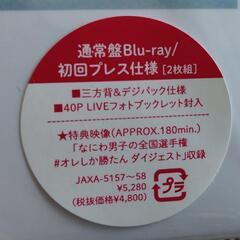 通常盤Blu-ray/
初回プレス仕様[2枚組]
■三方背&デジパック仕様
■40P LIVEフォトブックレット封入
★特典映像(APPROX.180min.)
「なにわ男子の全国選手権
#オレしか勝たん ダイジェスト」収録
JAXA-5157~58
¥5,280
(税抜価格¥4,800)
プラ